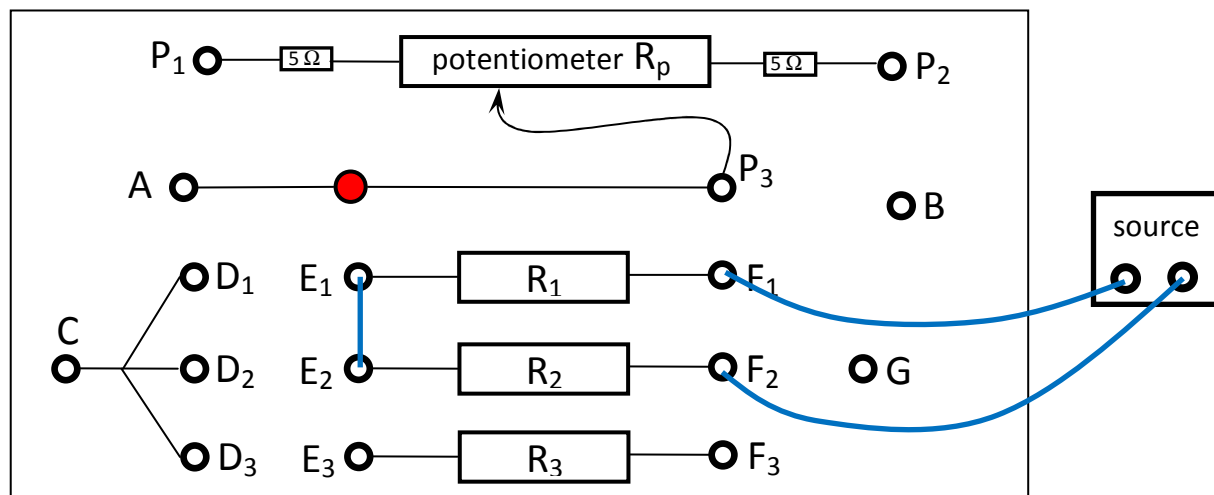 P₁ 5 Ω potentiometer Rₚ 5 Ω P₂
A P₃
B
source
D₁ E₁ R₁ F₁
C
D₂ E₂ R₂ F₂ G
D₃ E₃ R₃ F₃